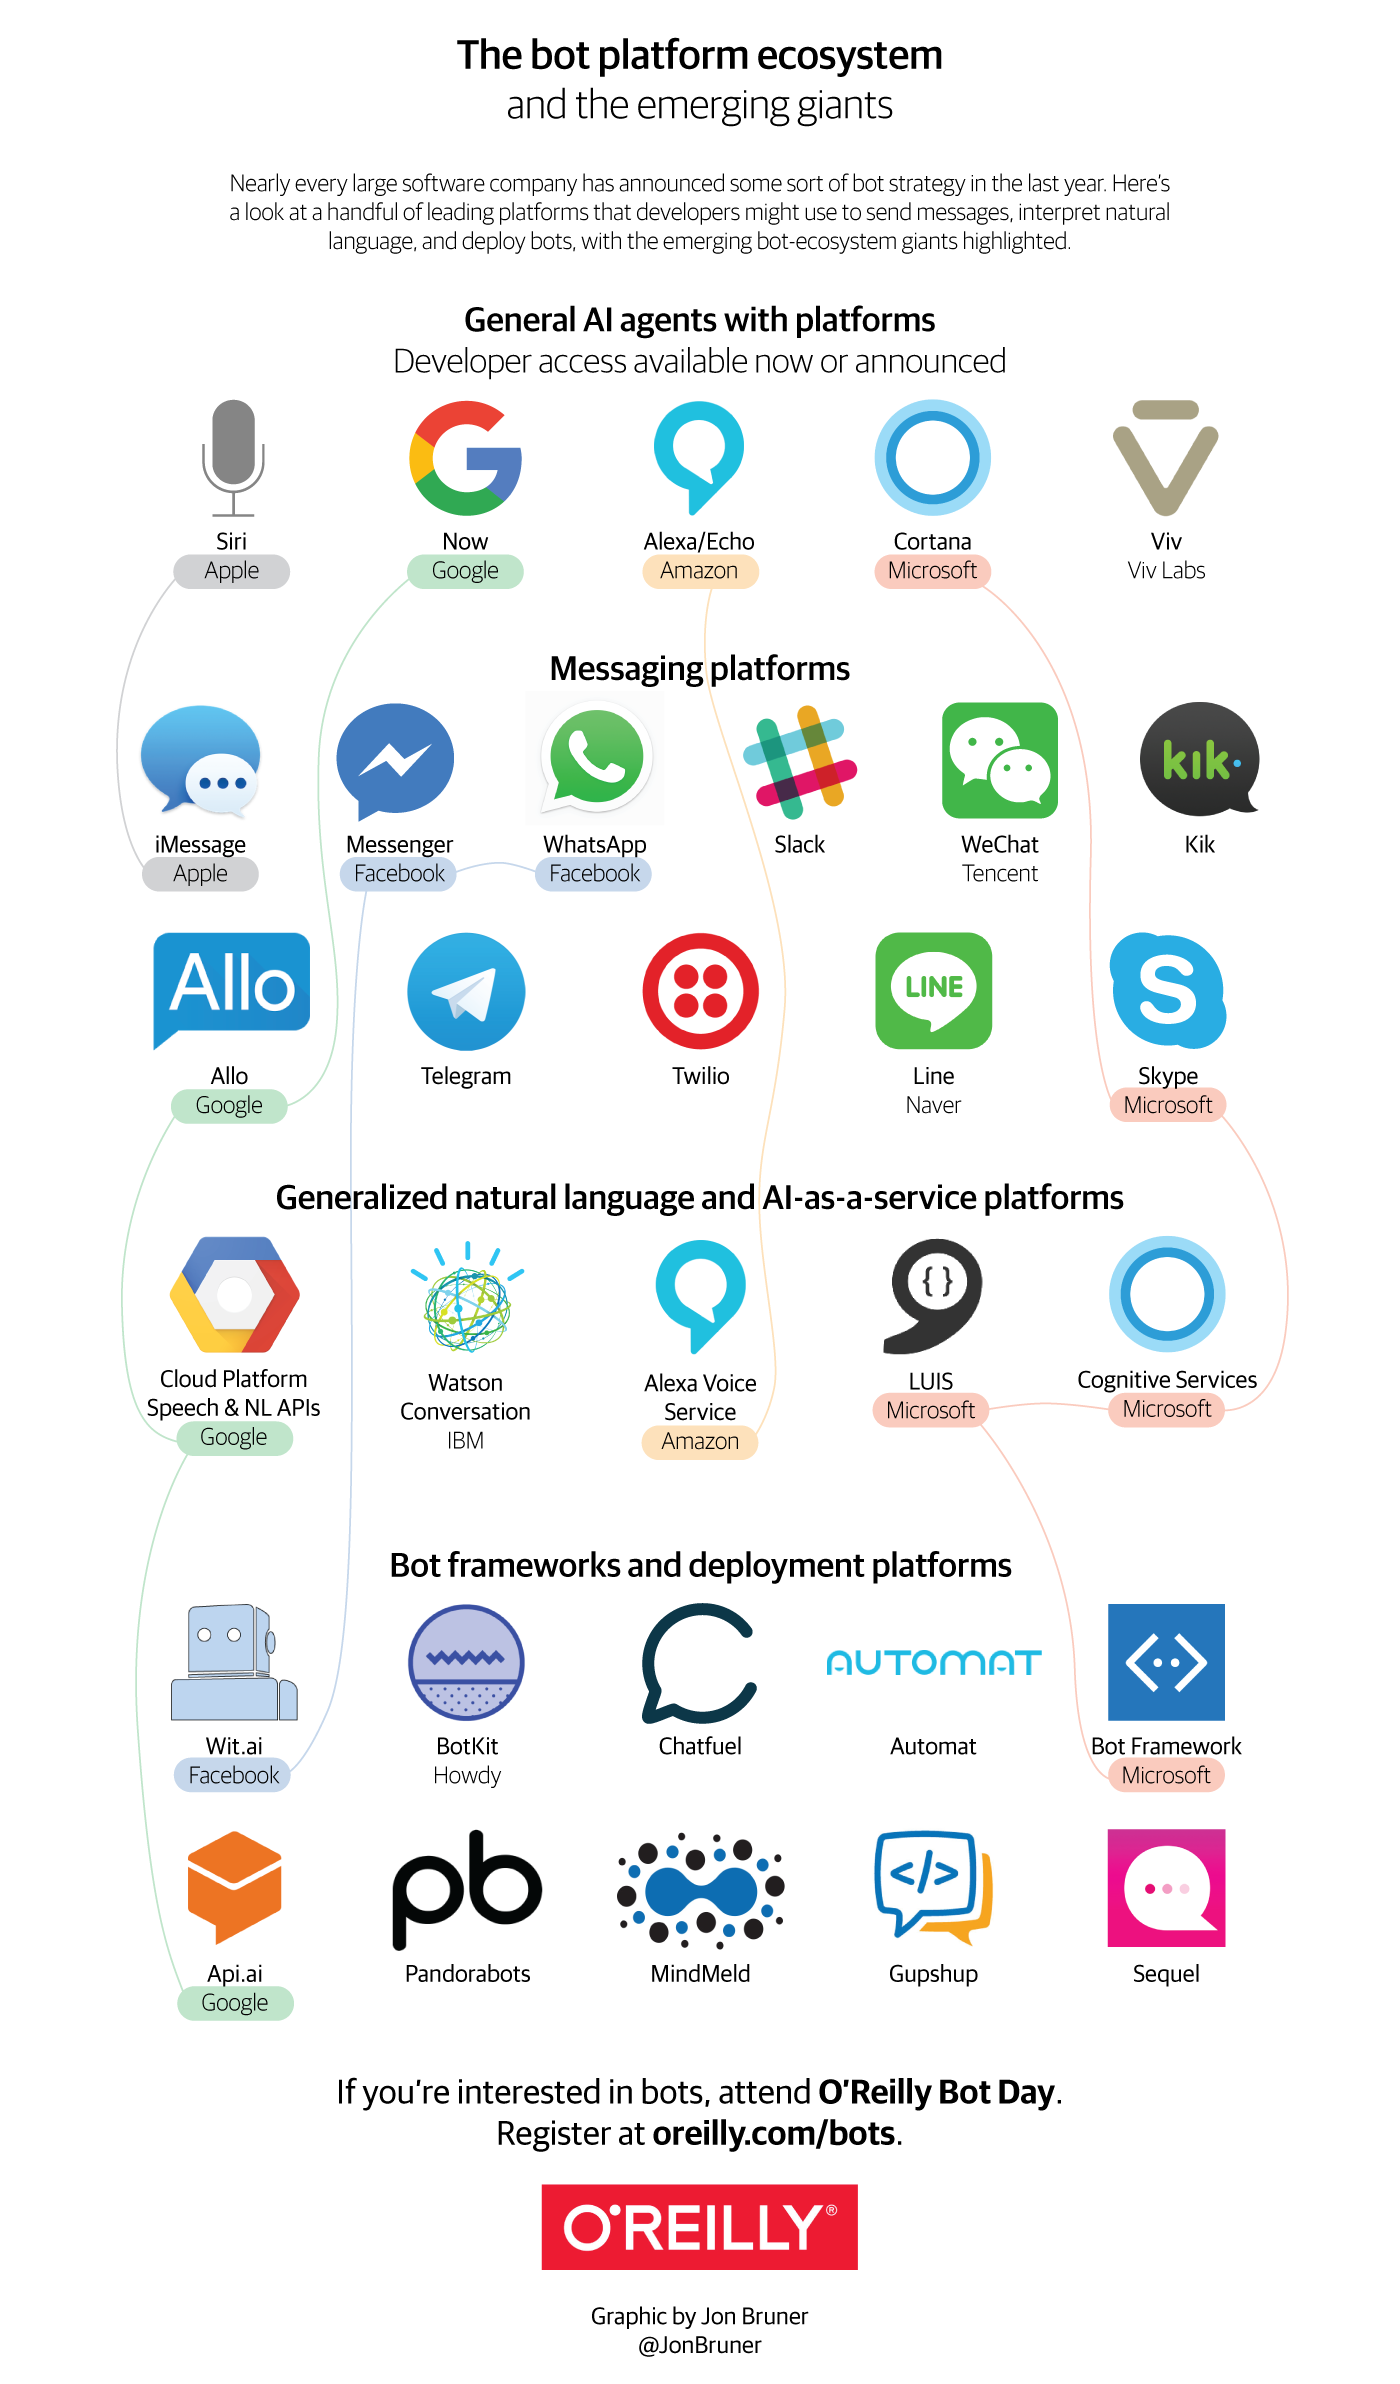 The bot platform ecosystem
and the emerging giants
Nearly every large software company has announced some sort of bot strategy in the last year. Here's
a look at a handful of leading platforms that developers might use to send messages, interpret natural
language, and deploy bots, with the emerging bot-ecosystem giants highlighted.
General AI agents with platforms
Developer access available now or announced
Siri
Apple
Now
Google
Alexa/Echo
Amazon
Cortana
Microsoft
Viv
Viv Labs
Messaging platforms
iMessage
Apple
Messenger
Facebook
WhatsApp
Facebook
Slack
WeChat
Tencent
kik
Kik
Allo
Allo
Google
Telegram
Twilio
LINE
Line
Naver
S
Skype
Microsoft
Generalized natural language and AI-as-a-service platforms
Cloud Platform
Speech & NL APIs
Google
Watson
Conversation
IBM
Alexa Voice
Service
Amazon
{ }
LUIS
Microsoft
Cognitive Services
Microsoft
Bot frameworks and deployment platforms
Wit.ai
Facebook
BotKit
Howdy
Chatfuel
AUTOMAT
Automat
Bot Framework
Microsoft
Api.ai
Google
pb
Pandorabots
MindMeld
</>
Gupshup
Sequel
If you're interested in bots, attend O'Reilly Bot Day.
Register at oreilly.com/bots.
O'REILLY®
Graphic by Jon Bruner
@JonBruner